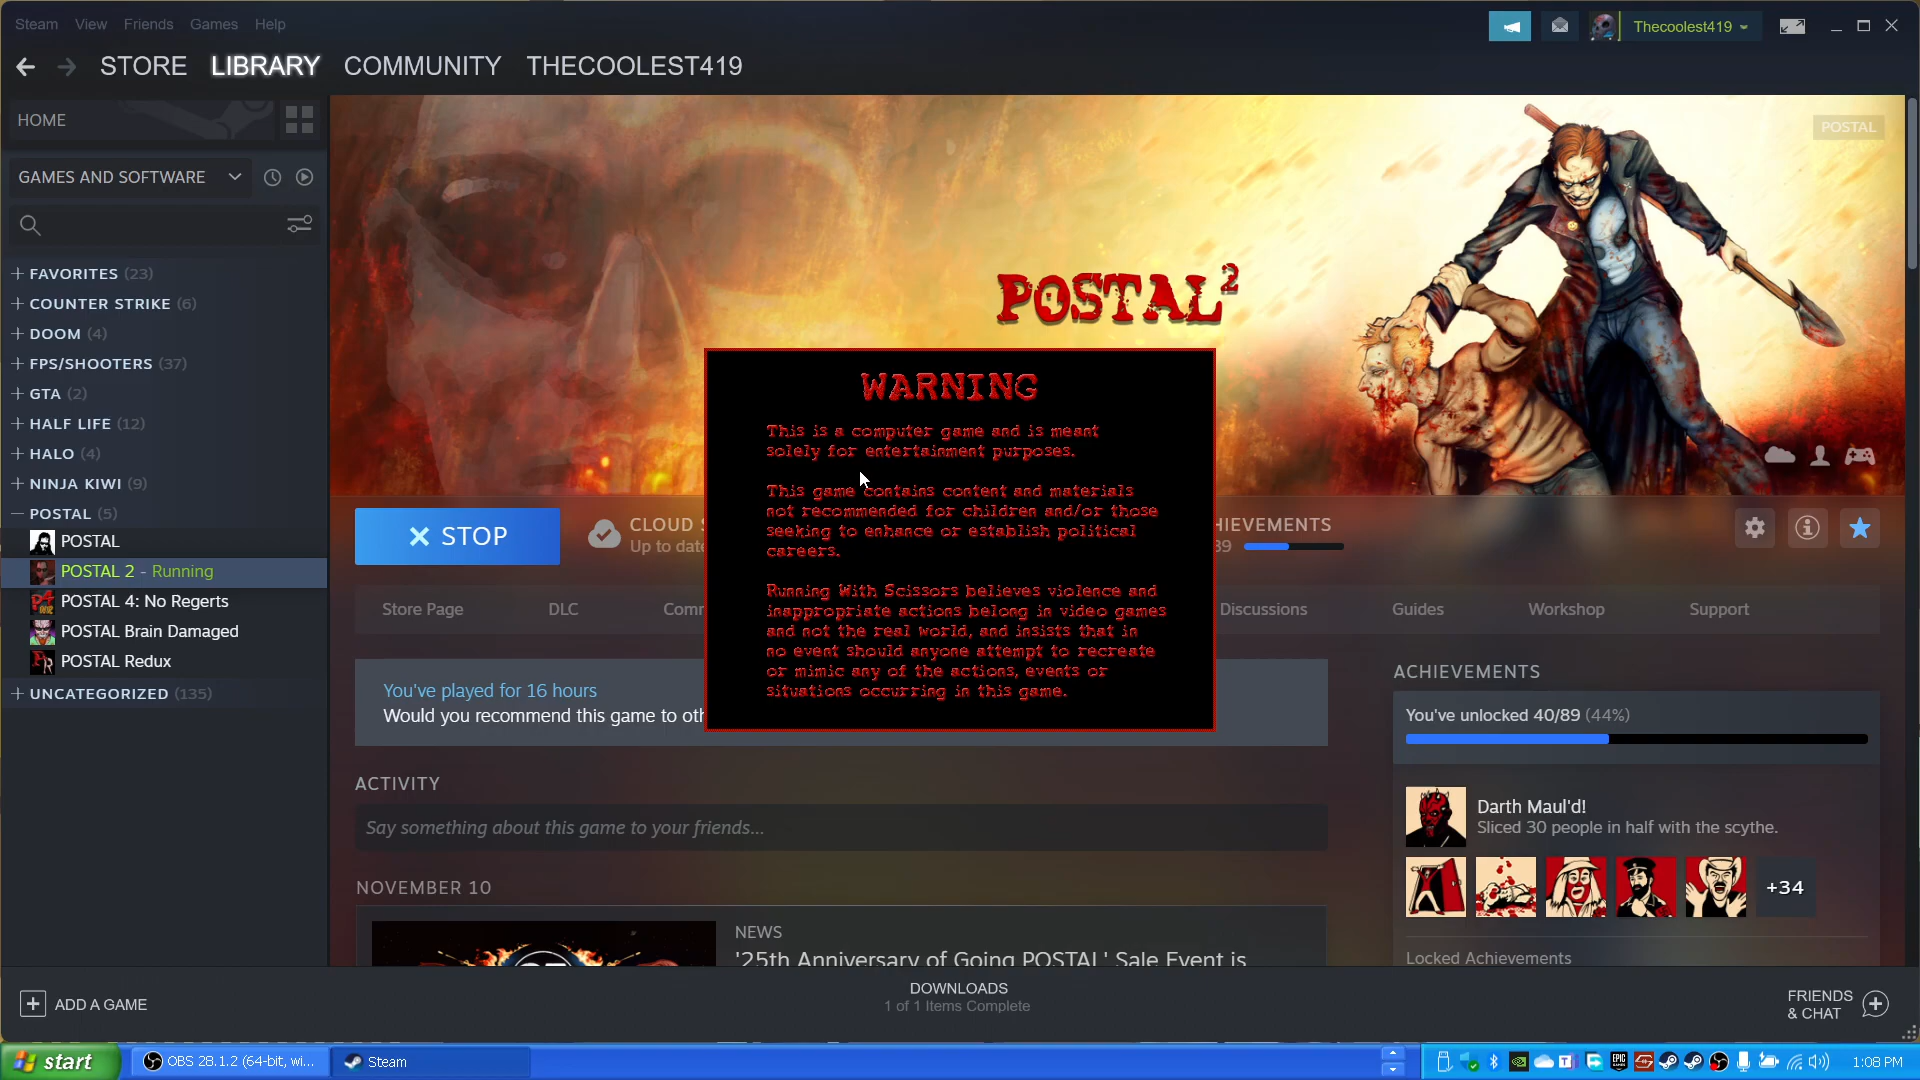 Steam View Friends Games Help
Thecoolest419
STORE LIBRARY COMMUNITY THECOOLEST419
HOME
POSTAL
GAMES AND SOFTWARE
FAVORITES (23)
COUNTER STRIKE (6)
DOOM (4)
FPS/SHOOTERS (37)
GTA (2)
HALF LIFE (12)
HALO (4)
NINJA KIWI (9)
POSTAL (5)
POSTAL
POSTAL 2 - Running
POSTAL 4: No Regerts
POSTAL Brain Damaged
POSTAL Redux
UNCATEGORIZED (135)
POSTAL 2
WARNING
This is a computer game and is meant
solely for entertainment purposes.
This game contains content and materials
not recommended for children and/or those
seeking to enhance or establish political
careers.
Running With Scissors believes violence and
inappropriate actions belong in video games
and not the real world, and insists that in
no event should anyone attempt to recreate
or mimic any of the actions, events or
situations occurring in this game.
STOP
CLOUD S
Up to date
HIEVEMENTS
39
Store Page DLC Comm Discussions Guides Workshop Support
You've played for 16 hours
Would you recommend this game to oth
ACTIVITY
Say something about this game to your friends...
NOVEMBER 10
NEWS
'25th Anniversary of Going POSTAL' Sale Event is
ACHIEVEMENTS
You've unlocked 40/89 (44%)
Darth Maul'd!
Sliced 30 people in half with the scythe.
+34
Locked Achievements
ADD A GAME
DOWNLOADS
1 of 1 Items Complete
FRIENDS
& CHAT
start
OBS 28.1.2 (64-bit, wi...
Steam
1:08 PM